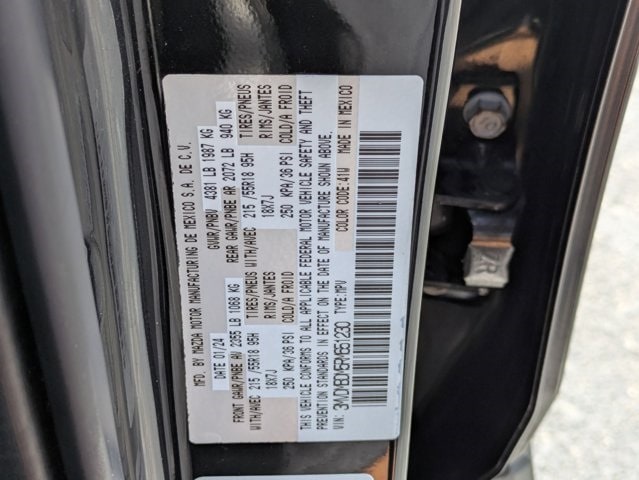 MFD. BY MAZDA MOTOR MANUFACTURING DE MEXICO S.A. DE C.V.
DATE 01/24 GVWR/PNBV 4381 LB 1987 KG
FRONT GAWR/PNBE AV 2355 LB 1068 KG REAR GAWR/PNBE AR 2072 LB 940 KG
WITH/AVEC 215 /55R18 95H TIRES/PNEUS WITH/AVEC 215 /55R18 95H TIRES/PNEUS
18X7J RIMS/JANTES 18X7J RIMS/JANTES
250 KPA/36 PSI COLD/A FROID 250 KPA/36 PSI COLD/A FROID
THIS VEHICLE CONFORMS TO ALL APPLICABLE FEDERAL MOTOR VEHICLE SAFETY AND THEFT
PREVENTION STANDARDS IN EFFECT ON THE DATE OF MANUFACTURE SHOWN ABOVE.
VIN: 3MVDMBDM5RM651230 TYPE:MPV COLOR CODE:41W MADE IN MEXICO